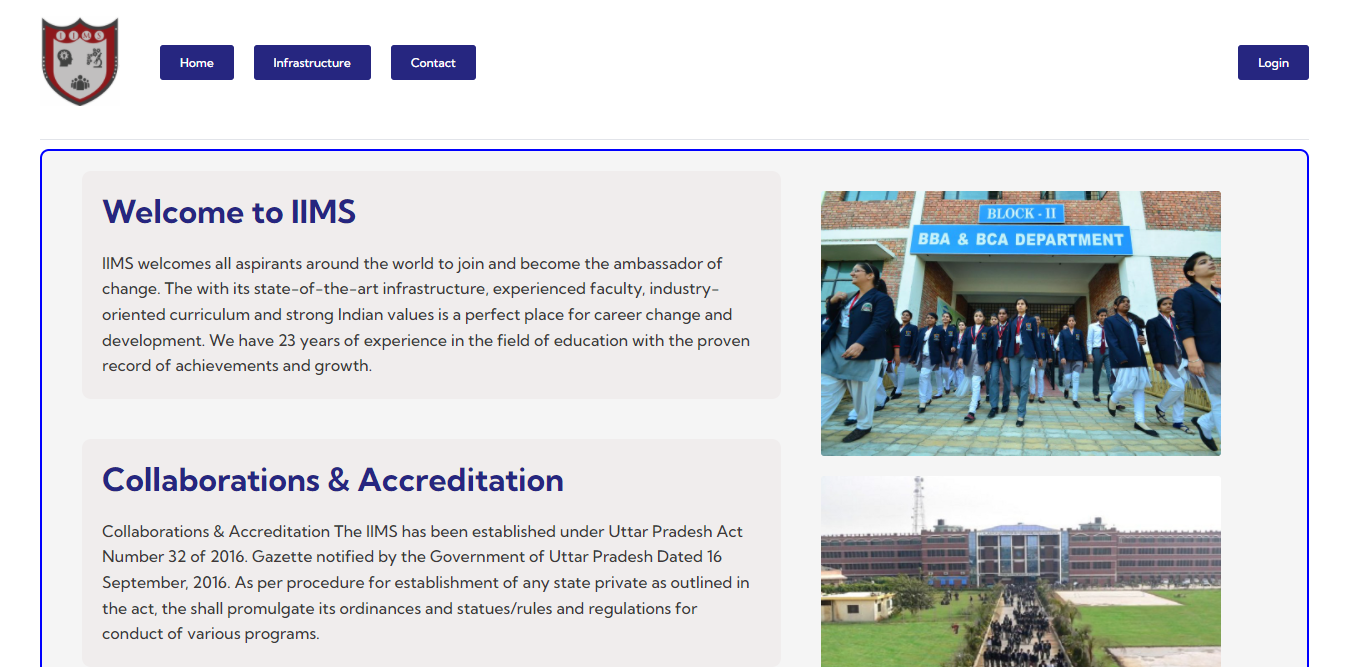 IIMS
Home
Infrastructure
Contact
Login
Welcome to IIMS
IIMS welcomes all aspirants around the world to join and become the ambassador of
change. The with its state-of-the-art infrastructure, experienced faculty, industry-
oriented curriculum and strong Indian values is a perfect place for career change and
development. We have 23 years of experience in the field of education with the proven
record of achievements and growth.
BLOCK - II
BBA & BCA DEPARTMENT
Collaborations & Accreditation
Collaborations & Accreditation The IIMS has been established under Uttar Pradesh Act
Number 32 of 2016. Gazette notified by the Government of Uttar Pradesh Dated 16
September, 2016. As per procedure for establishment of any state private as outlined in
the act, the shall promulgate its ordinances and statues/rules and regulations for
conduct of various programs.